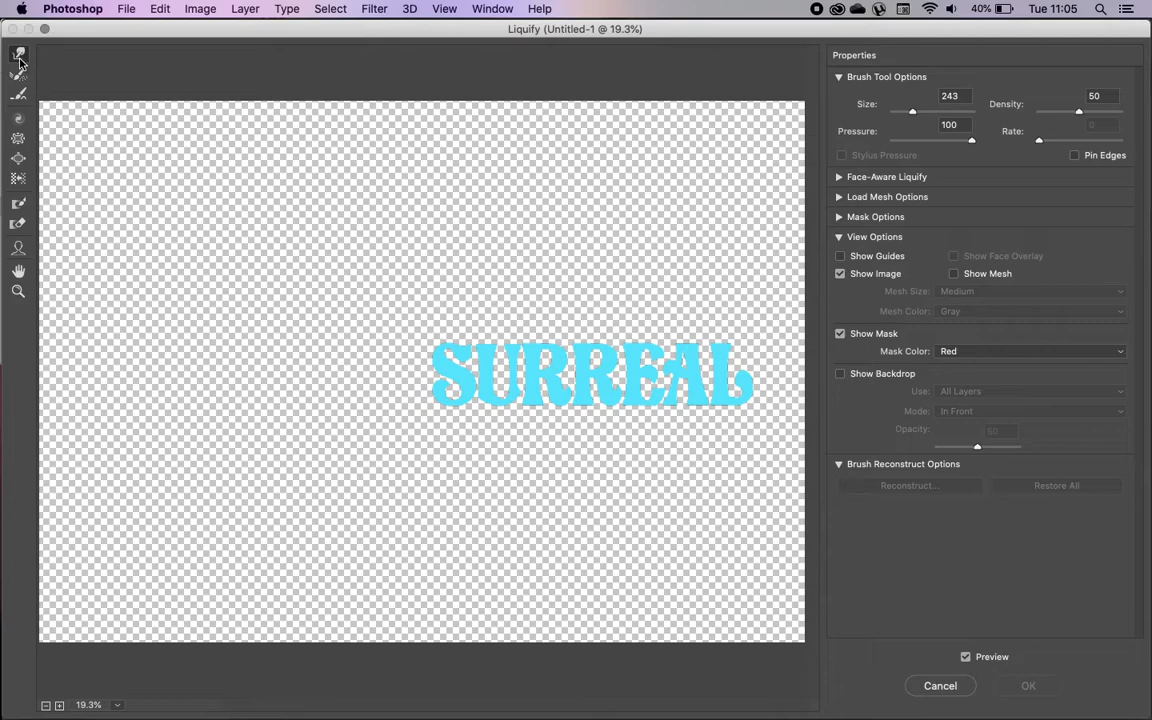 Photoshop File Edit Image Layer Type Select Filter 3D View Window Help 40% Tue 11:05
Liquify (Untitled-1 @ 19.3%)
Properties
Brush Tool Options
Size: 243 Density: 50
Pressure: 100 Rate: 0
Stylus Pressure Pin Edges
Face-Aware Liquify
Load Mesh Options
Mask Options
View Options
Show Guides Show Face Overlay
Show Image Show Mesh
Mesh Size: Medium
Mesh Color: Gray
Show Mask
Mask Color: Red
Show Backdrop
Use: All Layers
Mode: In Front
Opacity: 50
Brush Reconstruct Options
Reconstruct... Restore All
SURREAL
Preview
Cancel OK
19.3%